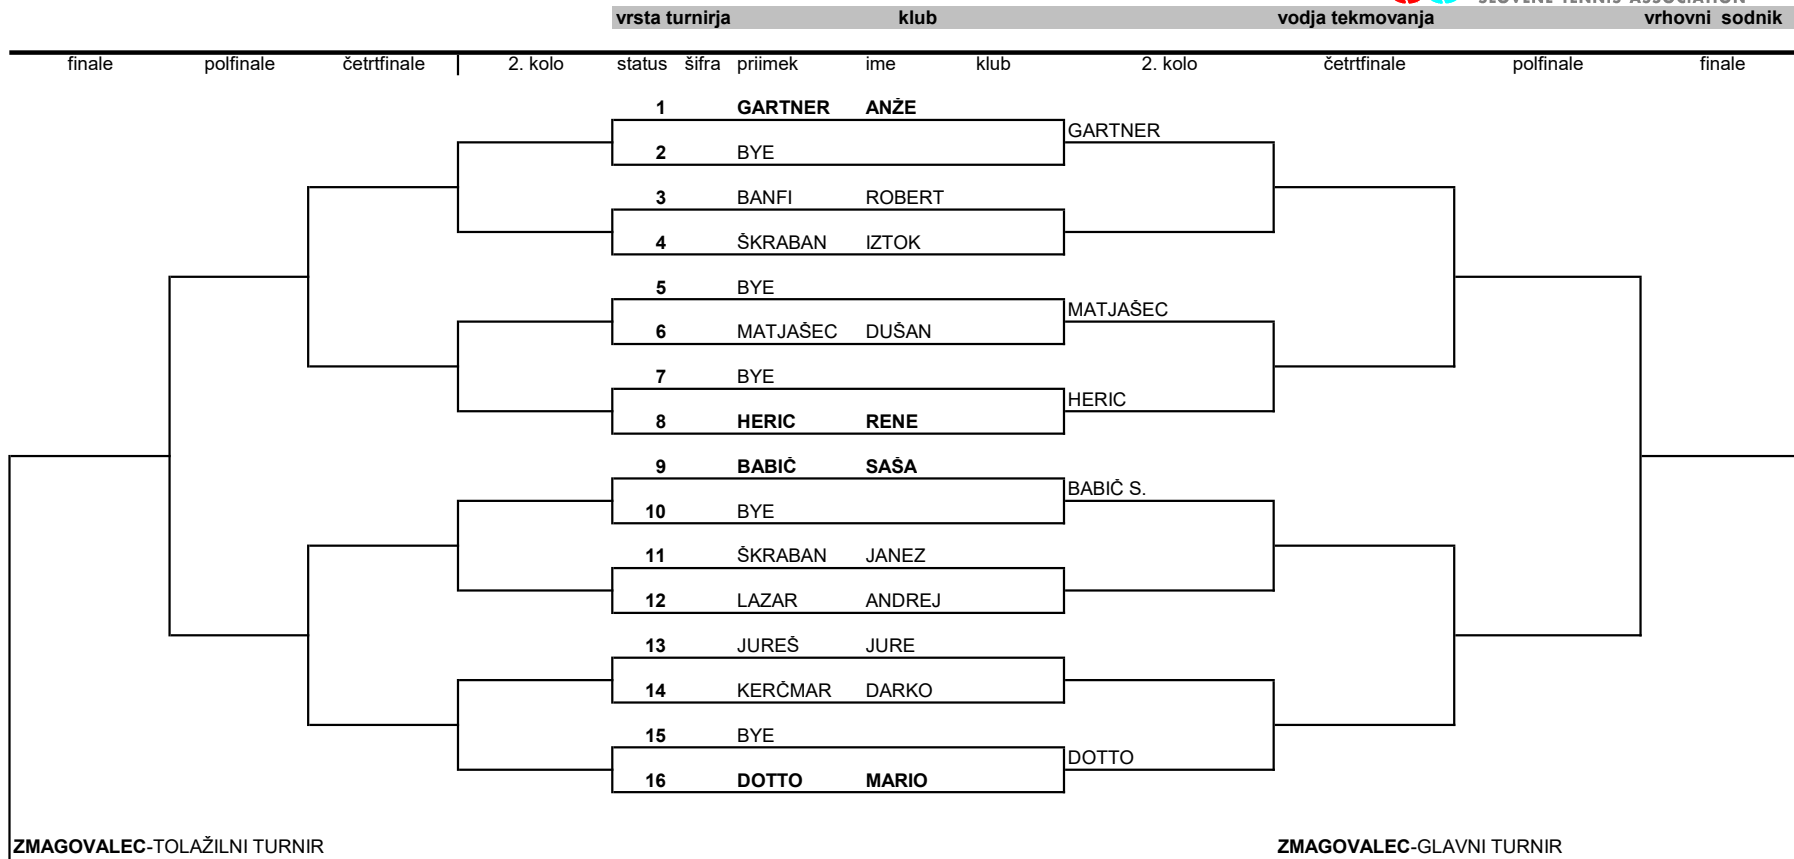 SLOVENE TENNIS ASSOCIATION
vrsta turnirja klub vodja tekmovanja vrhovni sodnik
finale polfinale četrtfinale 2. kolo status šifra priimek ime klub 2. kolo četrtfinale polfinale finale
1 GARTNER ANŽE
GARTNER
2 BYE
3 BANFI ROBERT
4 ŠKRABAN IZTOK
5 BYE
MATJAŠEC
6 MATJAŠEC DUŠAN
7 BYE
HERIC
8 HERIC RENE
9 BABIČ SAŠA
BABIČ S.
10 BYE
11 ŠKRABAN JANEZ
12 LAZAR ANDREJ
13 JUREŠ JURE
14 KERČMAR DARKO
15 BYE
DOTTO
16 DOTTO MARIO
ZMAGOVALEC-TOLAŽILNI TURNIR ZMAGOVALEC-GLAVNI TURNIR